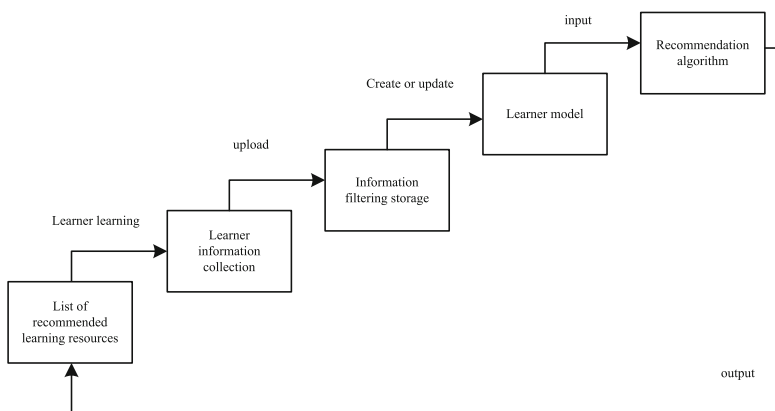 input
Recommendation
algorithm
Create or update
Learner model
upload
Information
filtering storage
Learner learning
Learner
information
collection
List of
recommended
learning resources
output